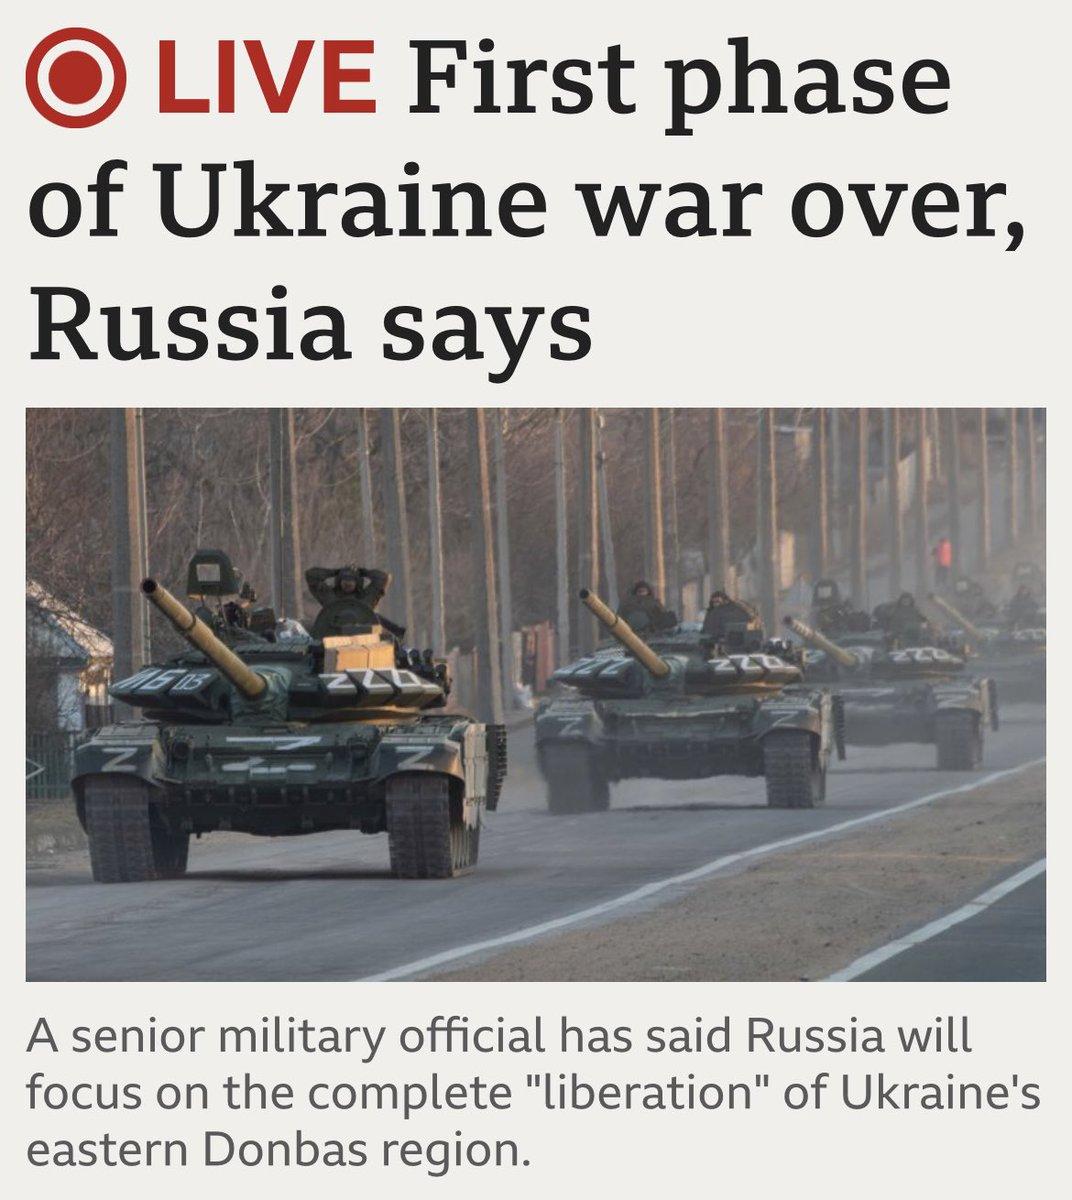 LIVE First phase
of Ukraine war over,
Russia says
Z
Z
Z
Z
Z
A senior military official has said Russia will
focus on the complete "liberation" of Ukraine's
eastern Donbas region.